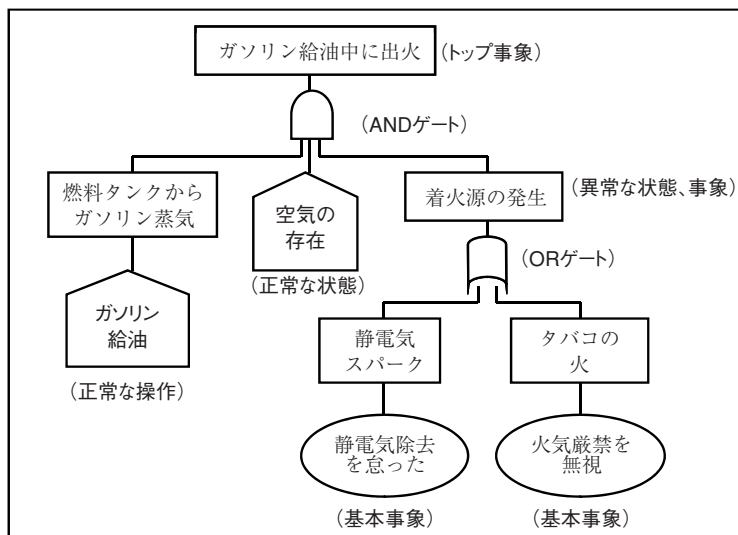 ガソリン給油中に出火
(トップ事象)
(ANDゲート)
燃料タンクから
ガソリン蒸気
空気の
存在
着火源の発生
(異常な状態、事象)
(正常な状態)
(ORゲート)
ガソリン
給油
(正常な操作)
静電気
スパーク
タバコの
火
静電気除去
を怠った
火気厳禁を
無視
(基本事象)
(基本事象)